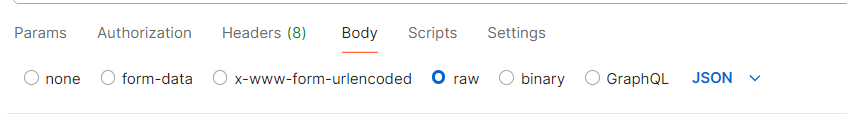 Params Authorization Headers (8) Body Scripts Settings
none form-data x-www-form-urlencoded raw binary GraphQL JSON